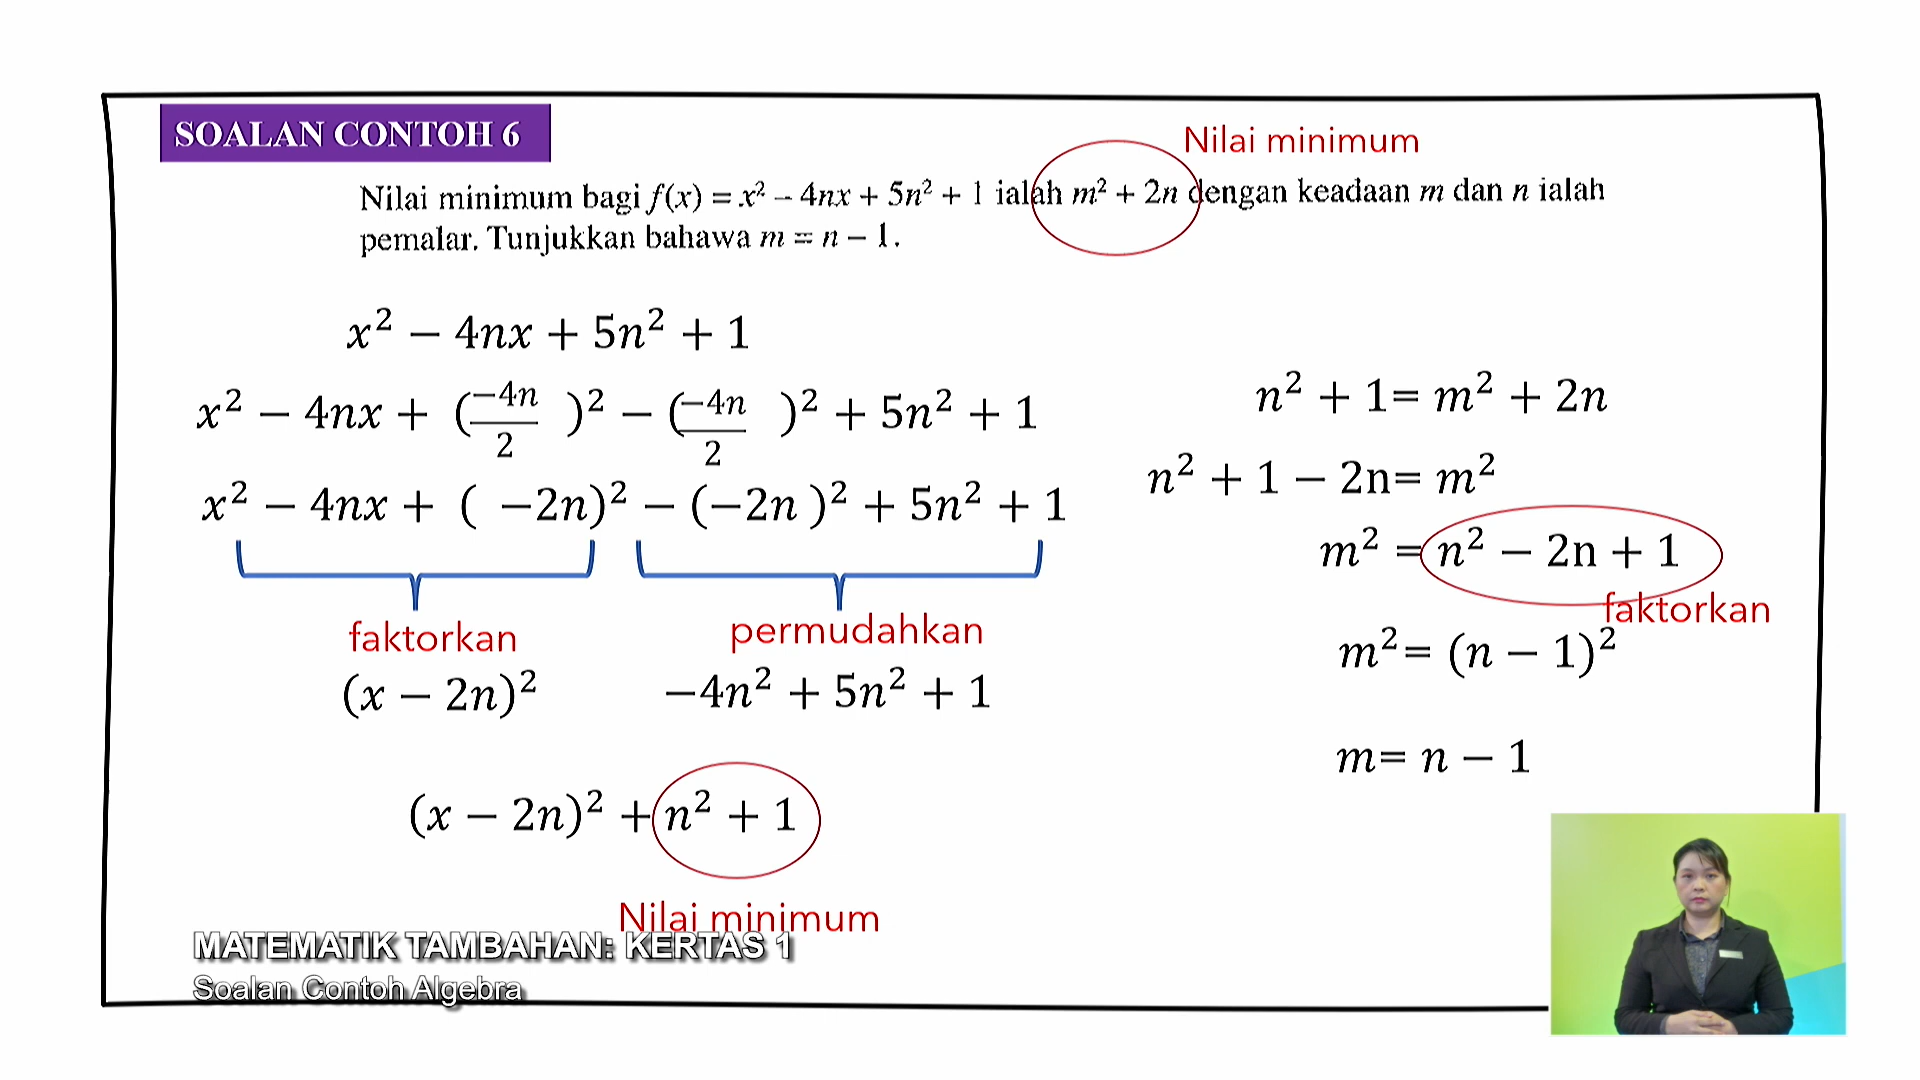 SOALAN CONTOH 6
Nilai minimum
Nilai minimum bagi f(x) = x² – 4nx + 5n² + 1 ialah m² + 2n dengan keadaan m dan n ialah
pemalar. Tunjukkan bahawa m = n – 1.
x² − 4nx + 5n² + 1
x² − 4nx + (−4n/2)² − (−4n/2)² + 5n² + 1
x² − 4nx + ( −2n)² − (−2n )² + 5n² + 1
faktorkan
permudahkan
(x − 2n)²
−4n² + 5n² + 1
(x − 2n)² + n² + 1
Nilai minimum
n² + 1= m² + 2n
n² + 1 − 2n= m²
m² = n² − 2n + 1
faktorkan
m²= (n − 1)²
m= n − 1
MATEMATIK TAMBAHAN: KERTAS 1
Soalan Contoh Algebra